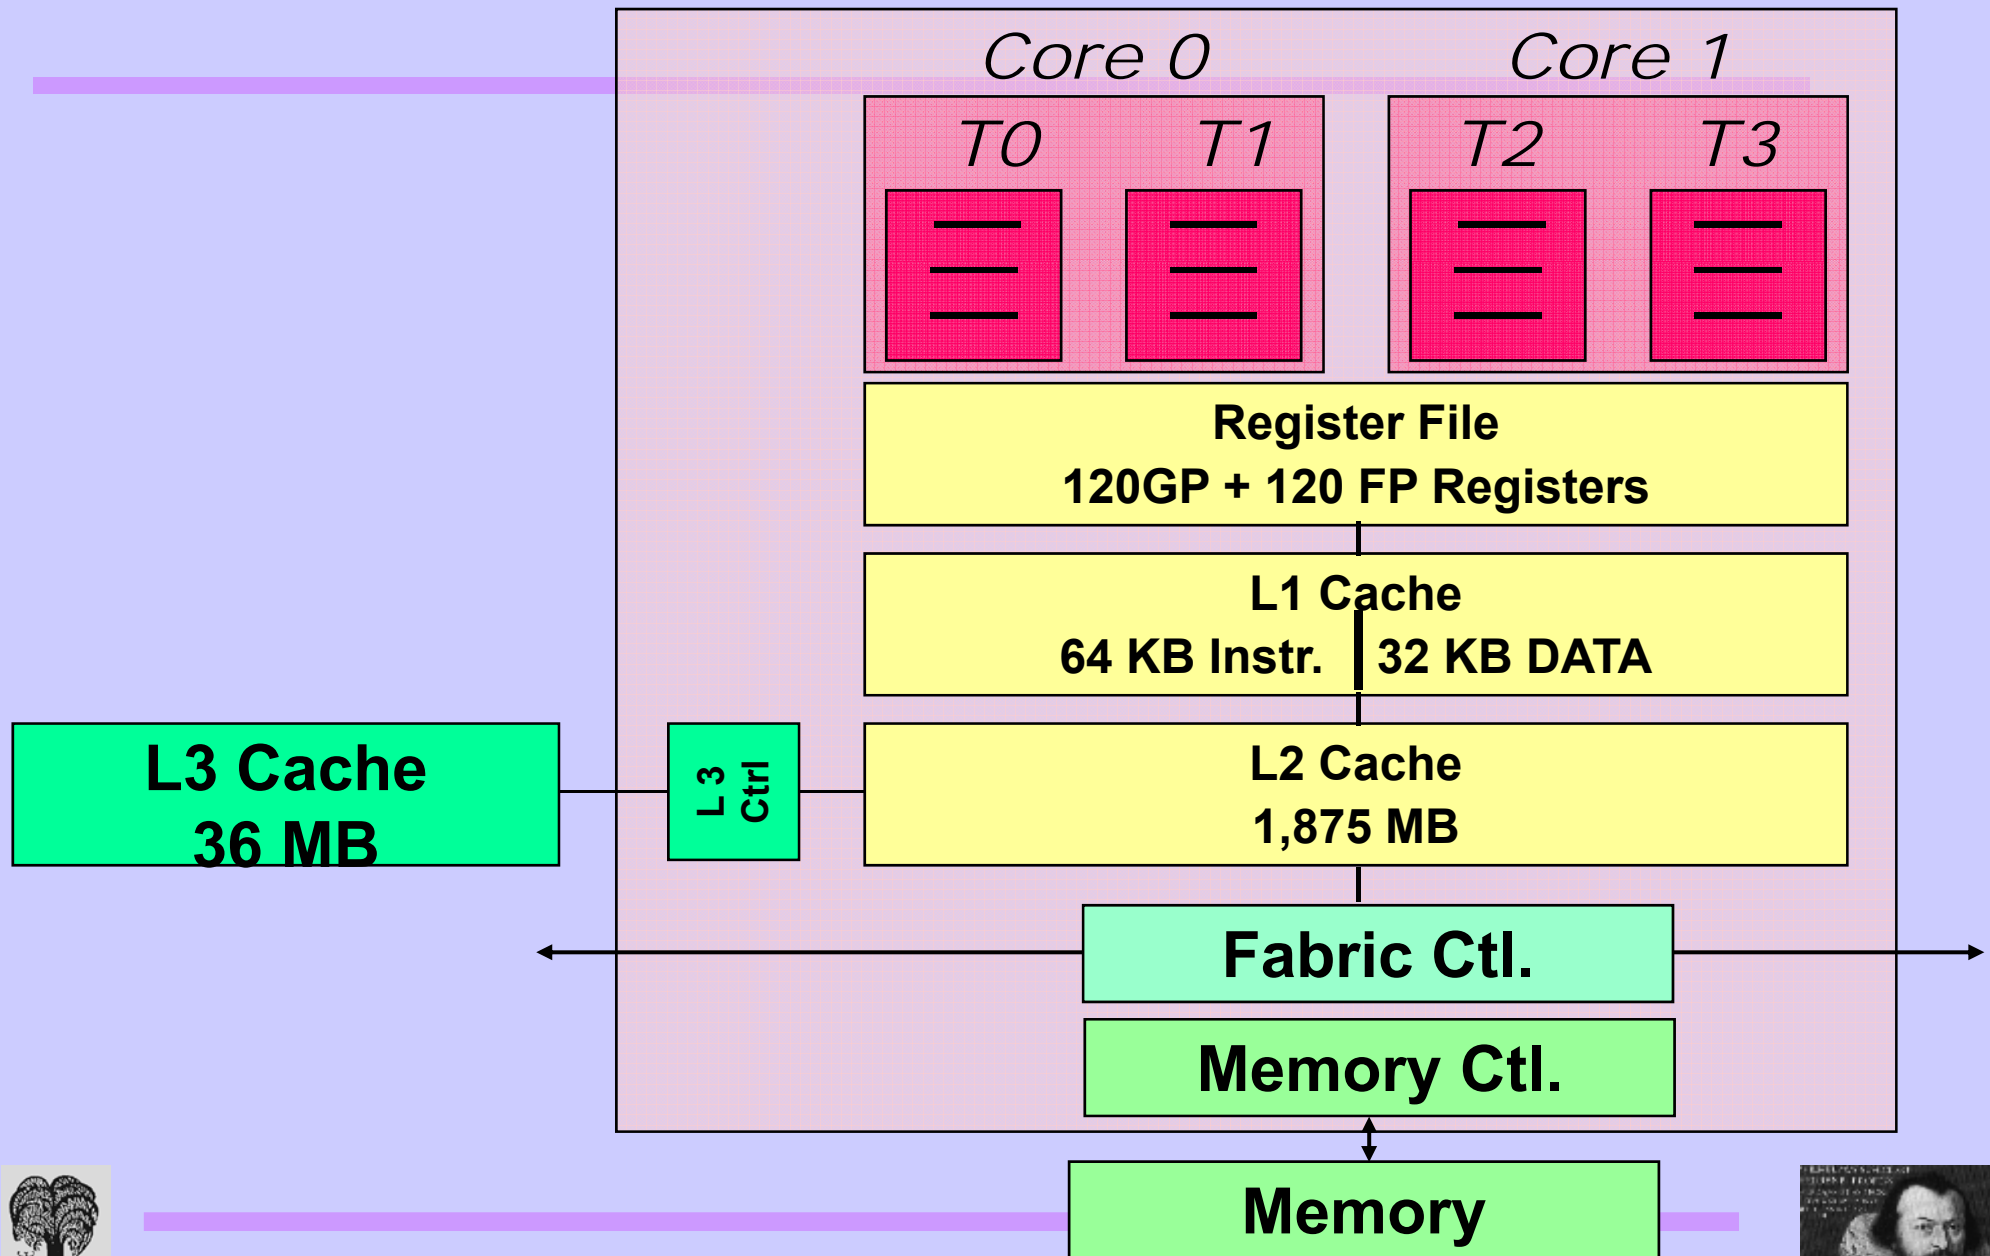 Core 0
Core 1
T0
T1
T2
T3
Register File
120GP + 120 FP Registers
L1 Cache
64 KB Instr.
32 KB DATA
L3 Cache
36 MB
L 3
Ctrl
L2 Cache
1,875 MB
Fabric Ctl.
Memory Ctl.
Memory